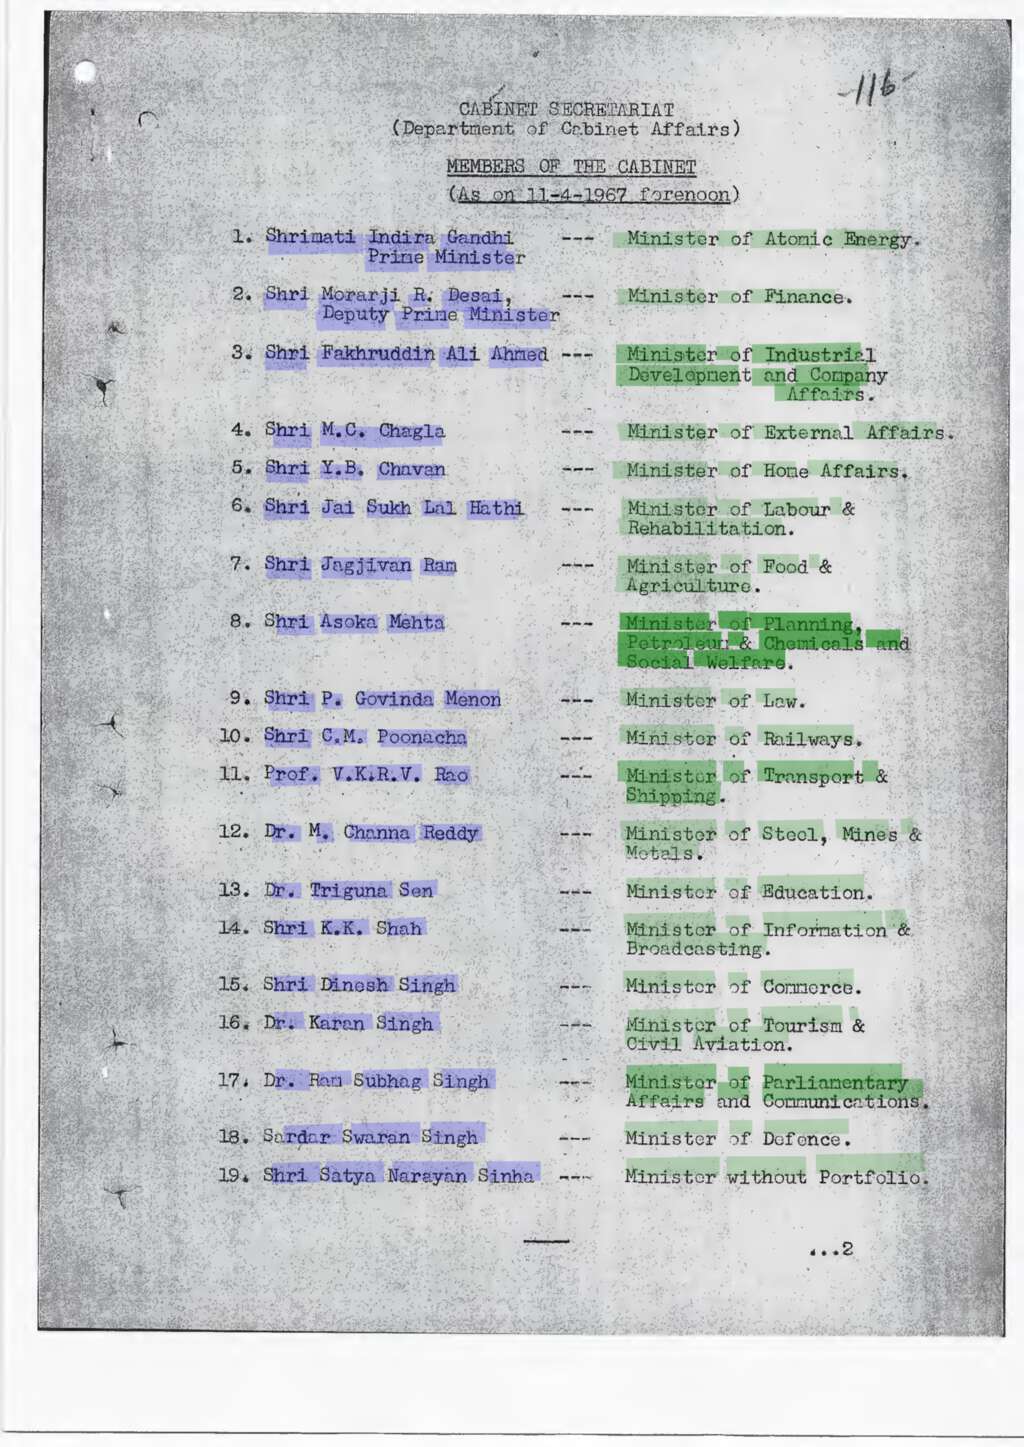 -116-
CABINET SECRETARIAT
(Department of Cabinet Affairs)
MEMBERS OF THE CABINET
(As on 11-4-1967 forenoon)
1. Shrimati Indira Gandhi --- Minister of Atomic Energy.
Prime Minister
2. Shri Morarji R. Desai, --- Minister of Finance.
Deputy Prime Minister
3. Shri Fakhruddin Ali Ahmed --- Minister of Industrial
Development and Company
Affairs.
4. Shri M.C. Chagla --- Minister of External Affairs.
5. Shri Y.B. Chavan --- Minister of Home Affairs.
6. Shri Jai Sukh Lal Hathi --- Minister of Labour &
Rehabilitation.
7. Shri Jagjivan Ram --- Minister of Food &
Agriculture.
8. Shri Asoka Mehta --- Minister of Planning,
Petroleum & Chemicals and
Social Welfare.
9. Shri P. Govinda Menon --- Minister of Law.
10. Shri C.M. Poonacha --- Minister of Railways.
11. Prof. V.K.R.V. Rao --- Minister of Transport &
Shipping.
12. Dr. M. Channa Reddy --- Minister of Steel, Mines &
Metals.
13. Dr. Triguna Sen --- Minister of Education.
14. Shri K.K. Shah --- Minister of Information &
Broadcasting.
15. Shri Dinesh Singh --- Minister of Commerce.
16. Dr. Karan Singh --- Minister of Tourism &
Civil Aviation.
17. Dr. Ram Subhag Singh --- Minister of Parliamentary
Affairs and Communications.
18. Sardar Swaran Singh --- Minister of Defence.
19. Shri Satya Narayan Sinha --- Minister without Portfolio.
...2